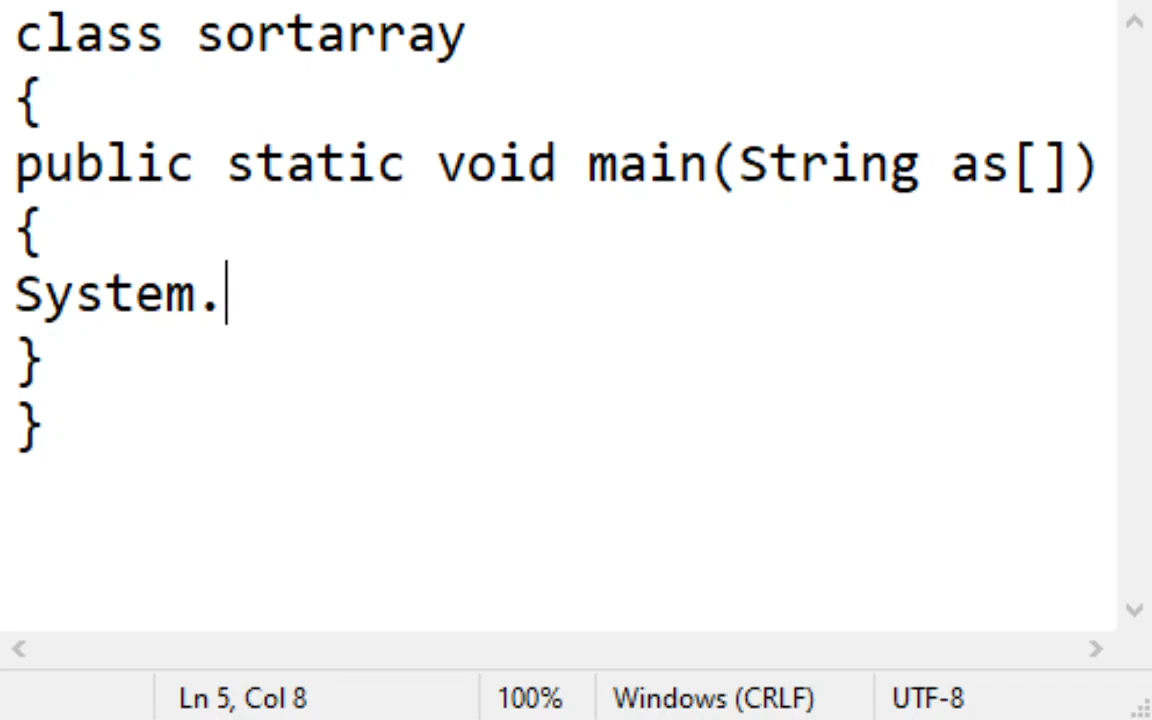 class sortarray
{
public static void main(String as[])
{
System.
}
}
Ln 5, Col 8 100% Windows (CRLF) UTF-8